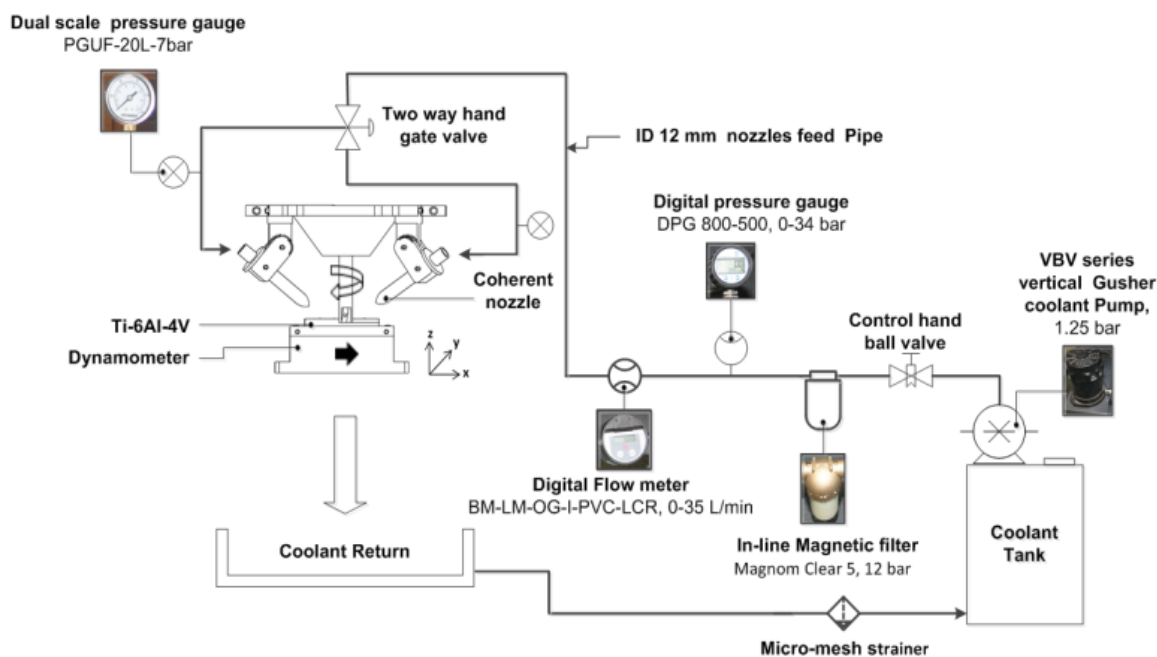 Dual scale pressure gauge
PGUF-20L-7bar
Two way hand
gate valve
ID 12 mm nozzles feed Pipe
Digital pressure gauge
DPG 800-500, 0-34 bar
VBV series
vertical Gusher
coolant Pump,
1.25 bar
Coherent
nozzle
Control hand
ball valve
Ti-6Al-4V
Dynamometer
z
y
x
Digital Flow meter
BM-LM-OG-I-PVC-LCR, 0-35 L/min
In-line Magnetic filter
Magnom Clear 5, 12 bar
Coolant
Tank
Coolant Return
Micro-mesh strainer